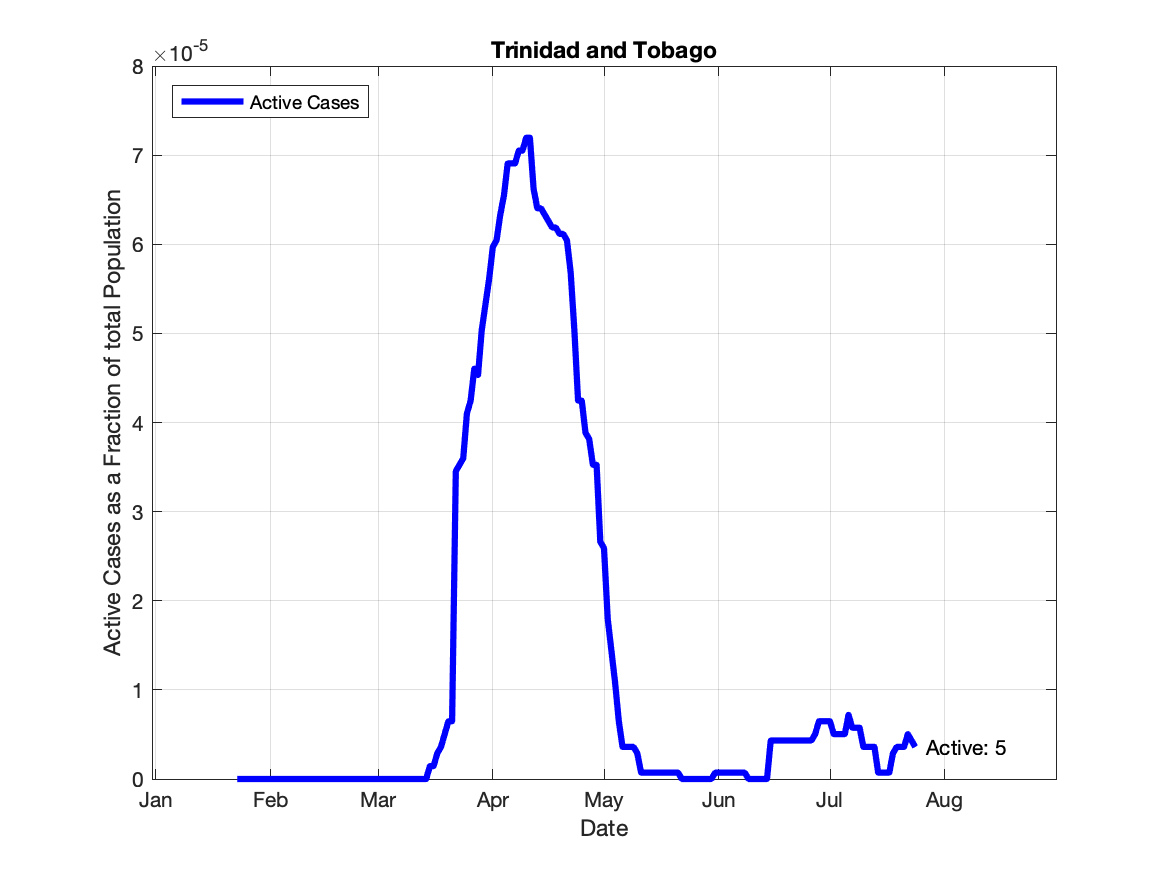 ×10-5
Trinidad and Tobago
Active Cases
8
7
6
5
4
3
2
1
0
Active Cases as a Fraction of total Population
Active: 5
Jan Feb Mar Apr May Jun Jul Aug
Date